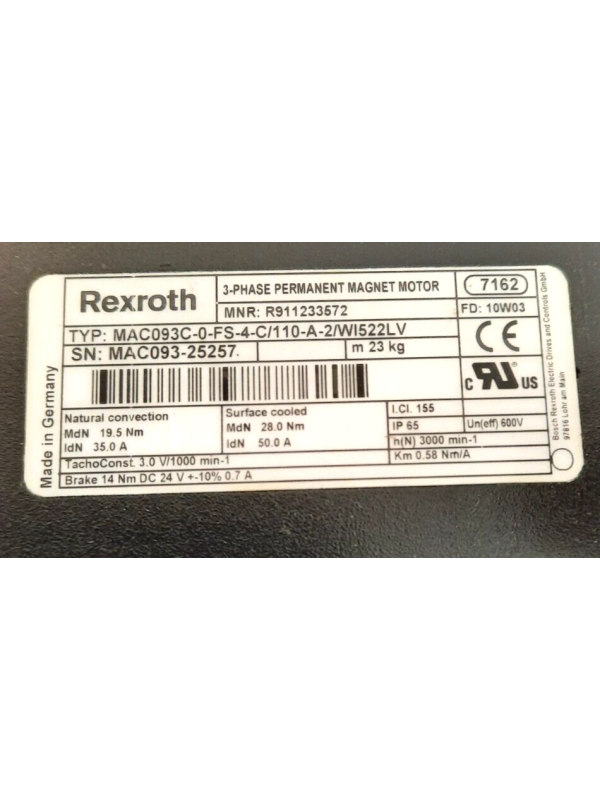 Rexroth
3-PHASE PERMANENT MAGNET MOTOR
7162
MNR: R911233572
FD: 10W03
TYP: MAC093C-0-FS-4-C/110-A-2/WI522LV
SN: MAC093-25257
m 23 kg
CE
c RU US
Natural convection
MdN 19.5 Nm
IdN 35.0 A
Surface cooled
MdN 28.0 Nm
IdN 50.0 A
I.Cl. 155
IP 65
Un(eff) 600V
n(N) 3000 min-1
Km 0.58 Nm/A
TachoConst. 3.0 V/1000 min-1
Brake 14 Nm DC 24 V +-10% 0.7 A
Made in Germany
Bosch Rexroth Electric Drives and Controls GmbH
97816 Lohr am Main